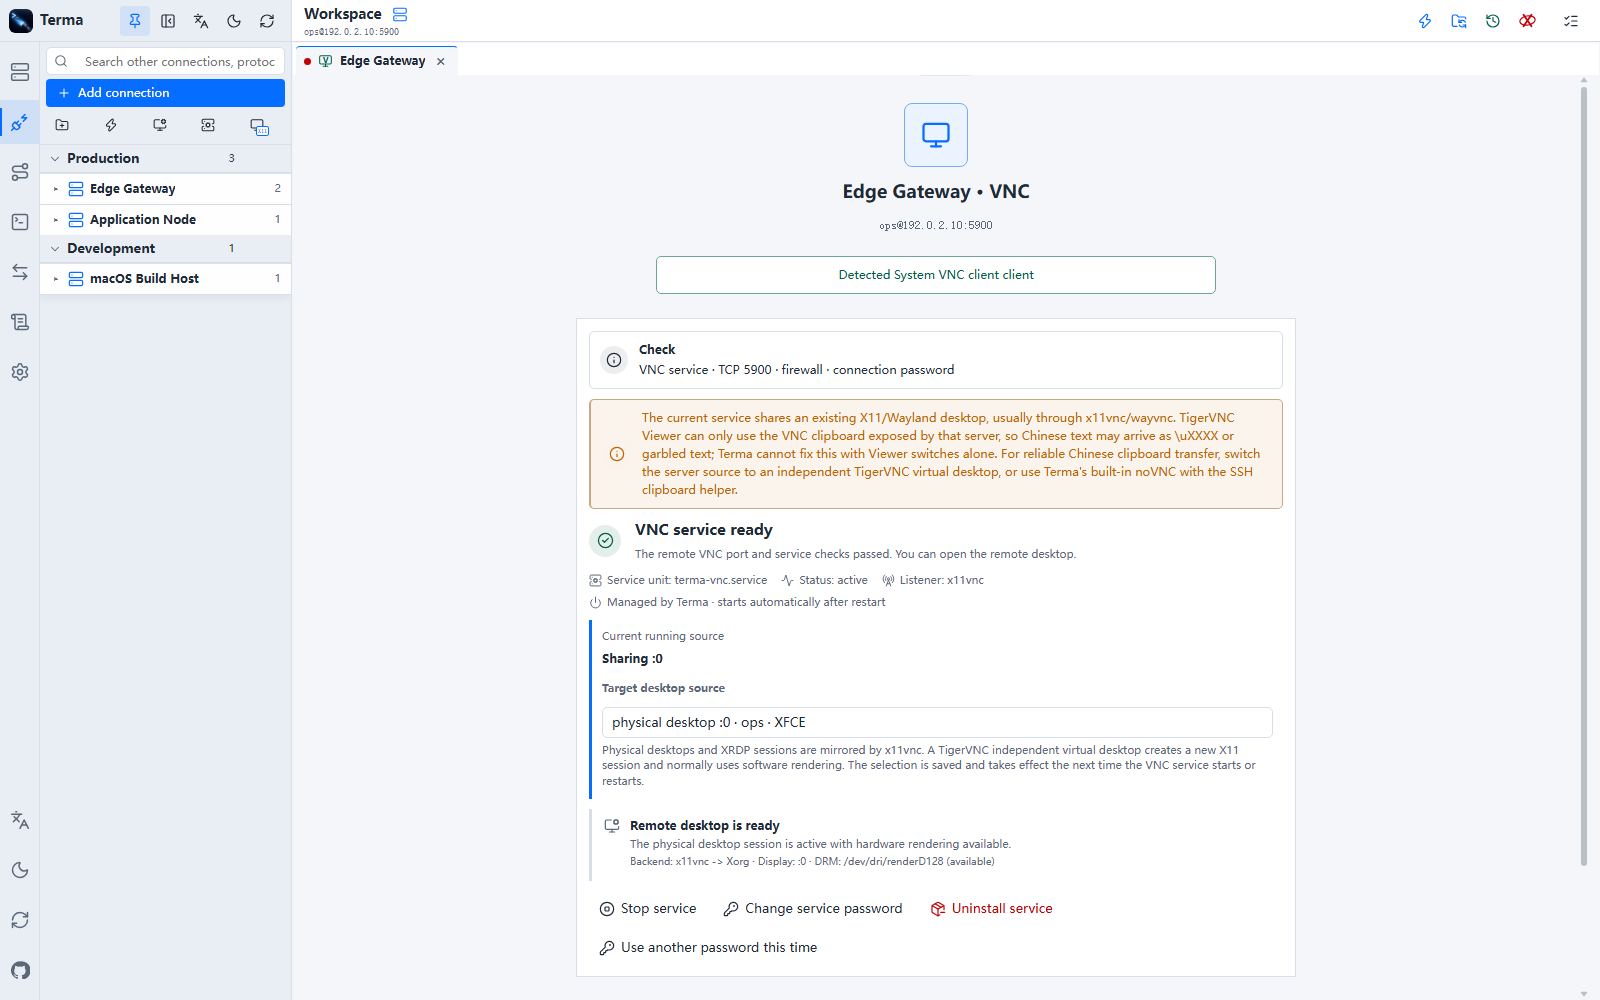 Terma
Workspace
ops@192.0.2.10:5900
Search other connections, protoc
Add connection
X11
Production 3
Edge Gateway 2
Application Node 1
Development 1
macOS Build Host 1
Edge Gateway
Edge Gateway • VNC
ops@192.0.2.10:5900
Detected System VNC client client
Check
VNC service · TCP 5900 · firewall · connection password
The current service shares an existing X11/Wayland desktop, usually through x11vnc/wayvnc. TigerVNC
Viewer can only use the VNC clipboard exposed by that server, so Chinese text may arrive as \uXXXX or
garbled text; Terma cannot fix this with Viewer switches alone. For reliable Chinese clipboard transfer, switch
the server source to an independent TigerVNC virtual desktop, or use Terma's built-in noVNC with the SSH
clipboard helper.
VNC service ready
The remote VNC port and service checks passed. You can open the remote desktop.
Service unit: terma-vnc.service Status: active Listener: x11vnc
Managed by Terma · starts automatically after restart
Current running source
Sharing :0
Target desktop source
physical desktop :0 · ops · XFCE
Physical desktops and XRDP sessions are mirrored by x11vnc. A TigerVNC independent virtual desktop creates a new X11
session and normally uses software rendering. The selection is saved and takes effect the next time the VNC service starts or
restarts.
Remote desktop is ready
The physical desktop session is active with hardware rendering available.
Backend: x11vnc -> Xorg · Display: :0 · DRM: /dev/dri/renderD128 (available)
Stop service Change service password Uninstall service
Use another password this time